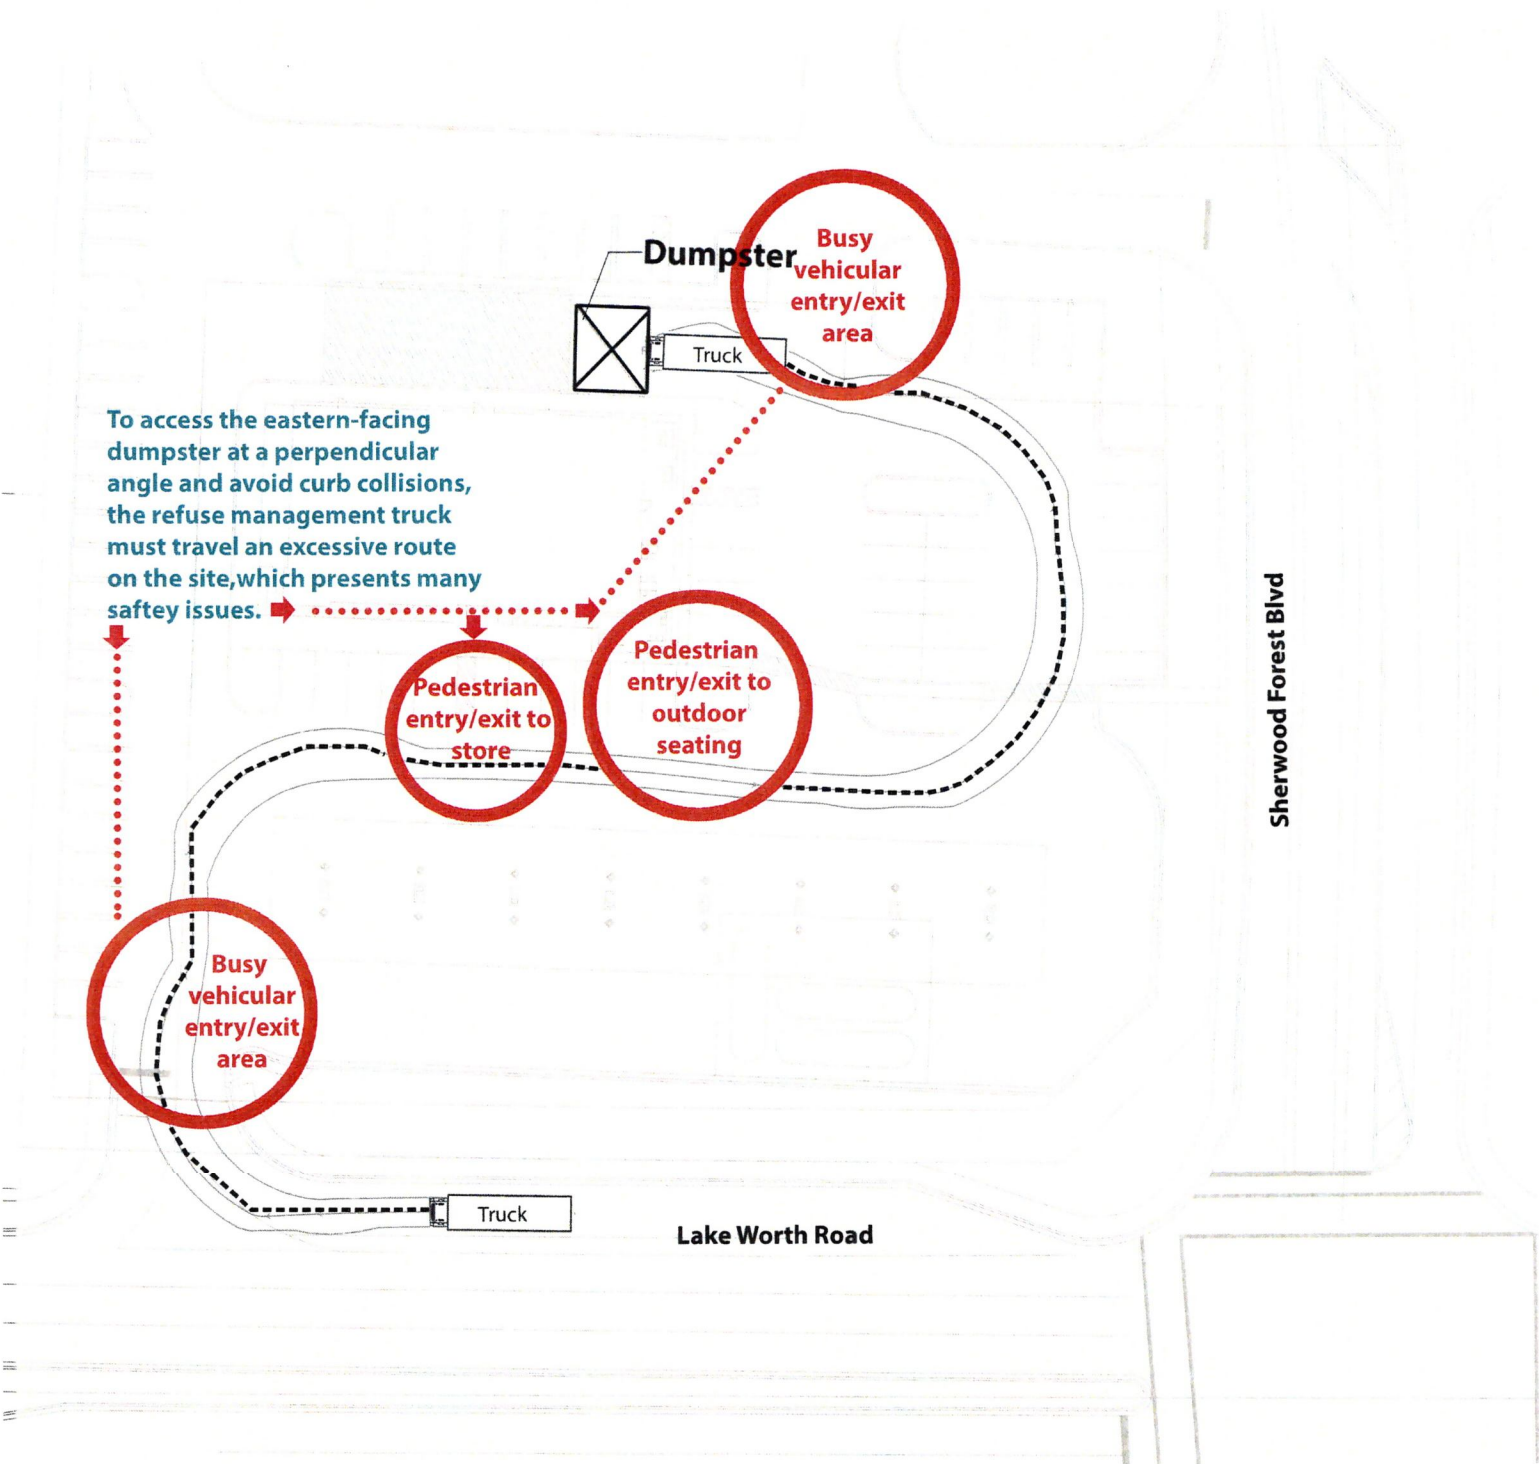 Dumpster
Busy
vehicular
entry/exit
area
Truck
To access the eastern-facing
dumpster at a perpendicular
angle and avoid curb collisions,
the refuse management truck
must travel an excessive route
on the site,which presents many
saftey issues.
Pedestrian
entry/exit to
store
Pedestrian
entry/exit to
outdoor
seating
Sherwood Forest Blvd
Busy
vehicular
entry/exit
area
Truck
Lake Worth Road